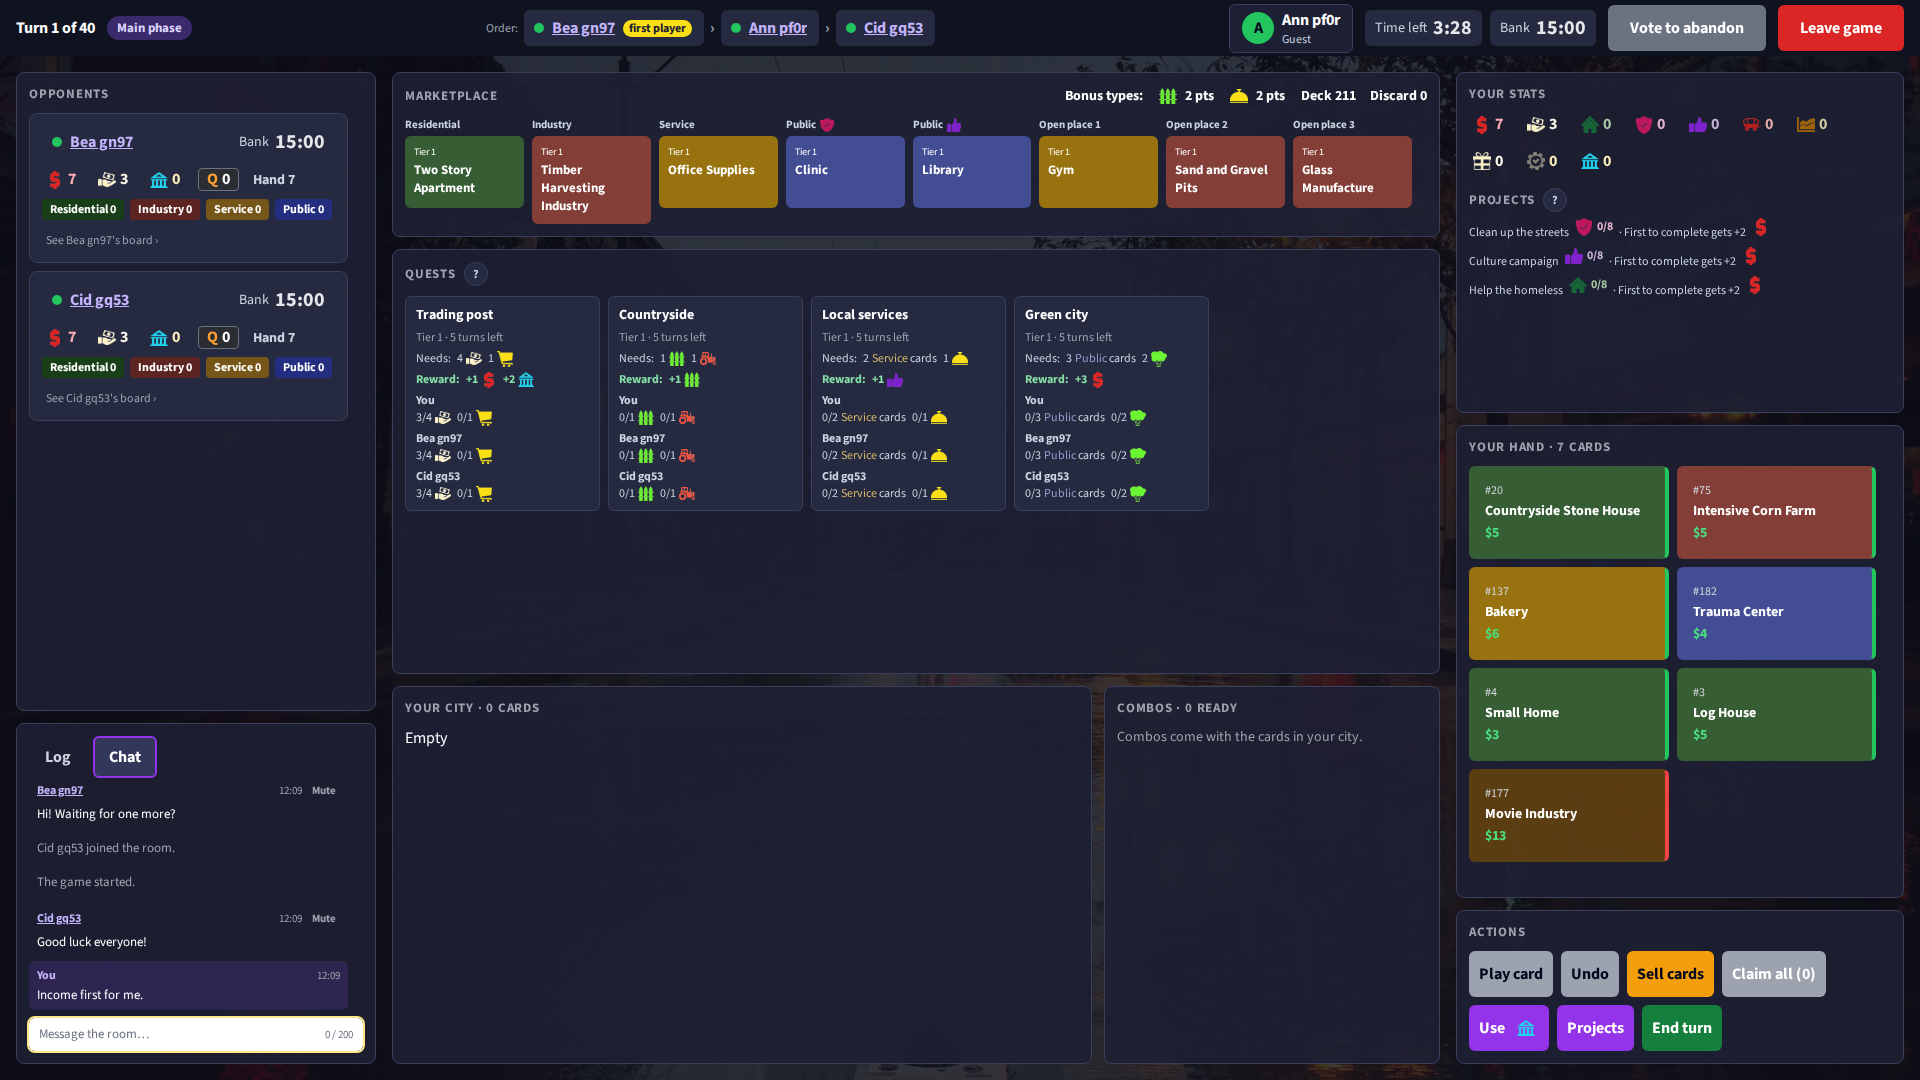 Turn 1 of 40 Main phase
Order: Bea gn97 first player › Ann pf0r › Cid gq53
A Ann pf0r
Guest
Time left 3:28 Bank 15:00 Vote to abandon Leave game
OPPONENTS
Bea gn97 Bank 15:00
7 3 0 Q 0 Hand 7
Residential 0 Industry 0 Service 0 Public 0
See Bea gn97's board ›
Cid gq53 Bank 15:00
7 3 0 Q 0 Hand 7
Residential 0 Industry 0 Service 0 Public 0
See Cid gq53's board ›
Log Chat
Bea gn97 12:09 Mute
Hi! Waiting for one more?
Cid gq53 joined the room.
The game started.
Cid gq53 12:09 Mute
Good luck everyone!
You 12:09
Income first for me.
Message the room… 0 / 200
MARKETPLACE Bonus types: 2 pts 2 pts Deck 211 Discard 0
Residential
Tier 1
Two Story
Apartment
Industry
Tier 1
Timber
Harvesting
Industry
Service
Tier 1
Office Supplies
Public
Tier 1
Clinic
Public
Tier 1
Library
Open place 1
Tier 1
Gym
Open place 2
Tier 1
Sand and Gravel
Pits
Open place 3
Tier 1
Glass
Manufacture
QUESTS ?
Trading post
Tier 1 · 5 turns left
Needs: 4 1
Reward: +1 +2
You
3/4 0/1
Bea gn97
3/4 0/1
Cid gq53
3/4 0/1
Countryside
Tier 1 · 5 turns left
Needs: 1 1
Reward: +1
You
0/1 0/1
Bea gn97
0/1 0/1
Cid gq53
0/1 0/1
Local services
Tier 1 · 5 turns left
Needs: 2 Service cards 1
Reward: +1
You
0/2 Service cards 0/1
Bea gn97
0/2 Service cards 0/1
Cid gq53
0/2 Service cards 0/1
Green city
Tier 1 · 5 turns left
Needs: 3 Public cards 2
Reward: +3
You
0/3 Public cards 0/2
Bea gn97
0/3 Public cards 0/2
Cid gq53
0/3 Public cards 0/2
YOUR CITY · 0 CARDS
Empty
COMBOS · 0 READY
Combos come with the cards in your city.
YOUR STATS
7 3 0 0 0 0 0
0 0 0
PROJECTS ?
Clean up the streets 0/8 · First to complete gets +2
Culture campaign 0/8 · First to complete gets +2
Help the homeless 0/8 · First to complete gets +2
YOUR HAND · 7 CARDS
#20
Countryside Stone House
$5
#75
Intensive Corn Farm
$5
#137
Bakery
$6
#182
Trauma Center
$4
#4
Small Home
$3
#3
Log House
$5
#177
Movie Industry
$13
ACTIONS
Play card Undo Sell cards Claim all (0)
Use Projects End turn